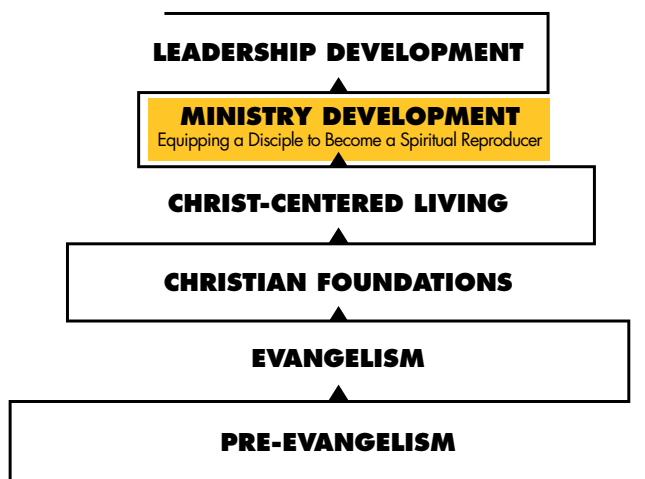 LEADERSHIP DEVELOPMENT
MINISTRY DEVELOPMENT
Equipping a Disciple to Become a Spiritual Reproducer
CHRIST-CENTERED LIVING
CHRISTIAN FOUNDATIONS
EVANGELISM
PRE-EVANGELISM